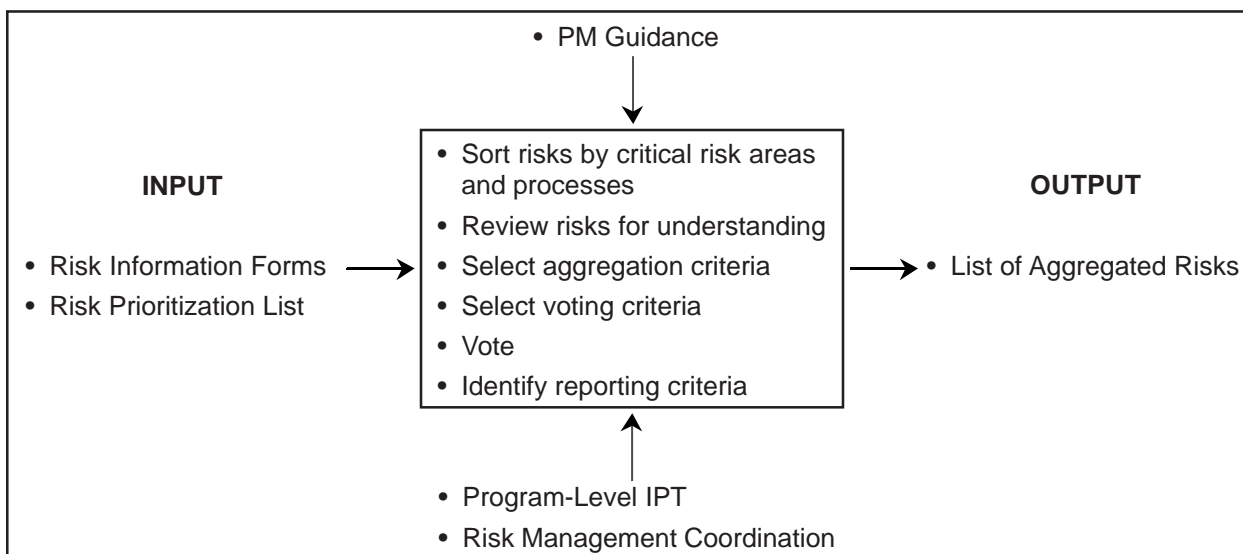 • PM Guidance
INPUT
• Risk Information Forms
• Risk Prioritization List
• Sort risks by critical risk areas
and processes
• Review risks for understanding
• Select aggregation criteria
• Select voting criteria
• Vote
• Identify reporting criteria
OUTPUT
• List of Aggregated Risks
• Program-Level IPT
• Risk Management Coordination